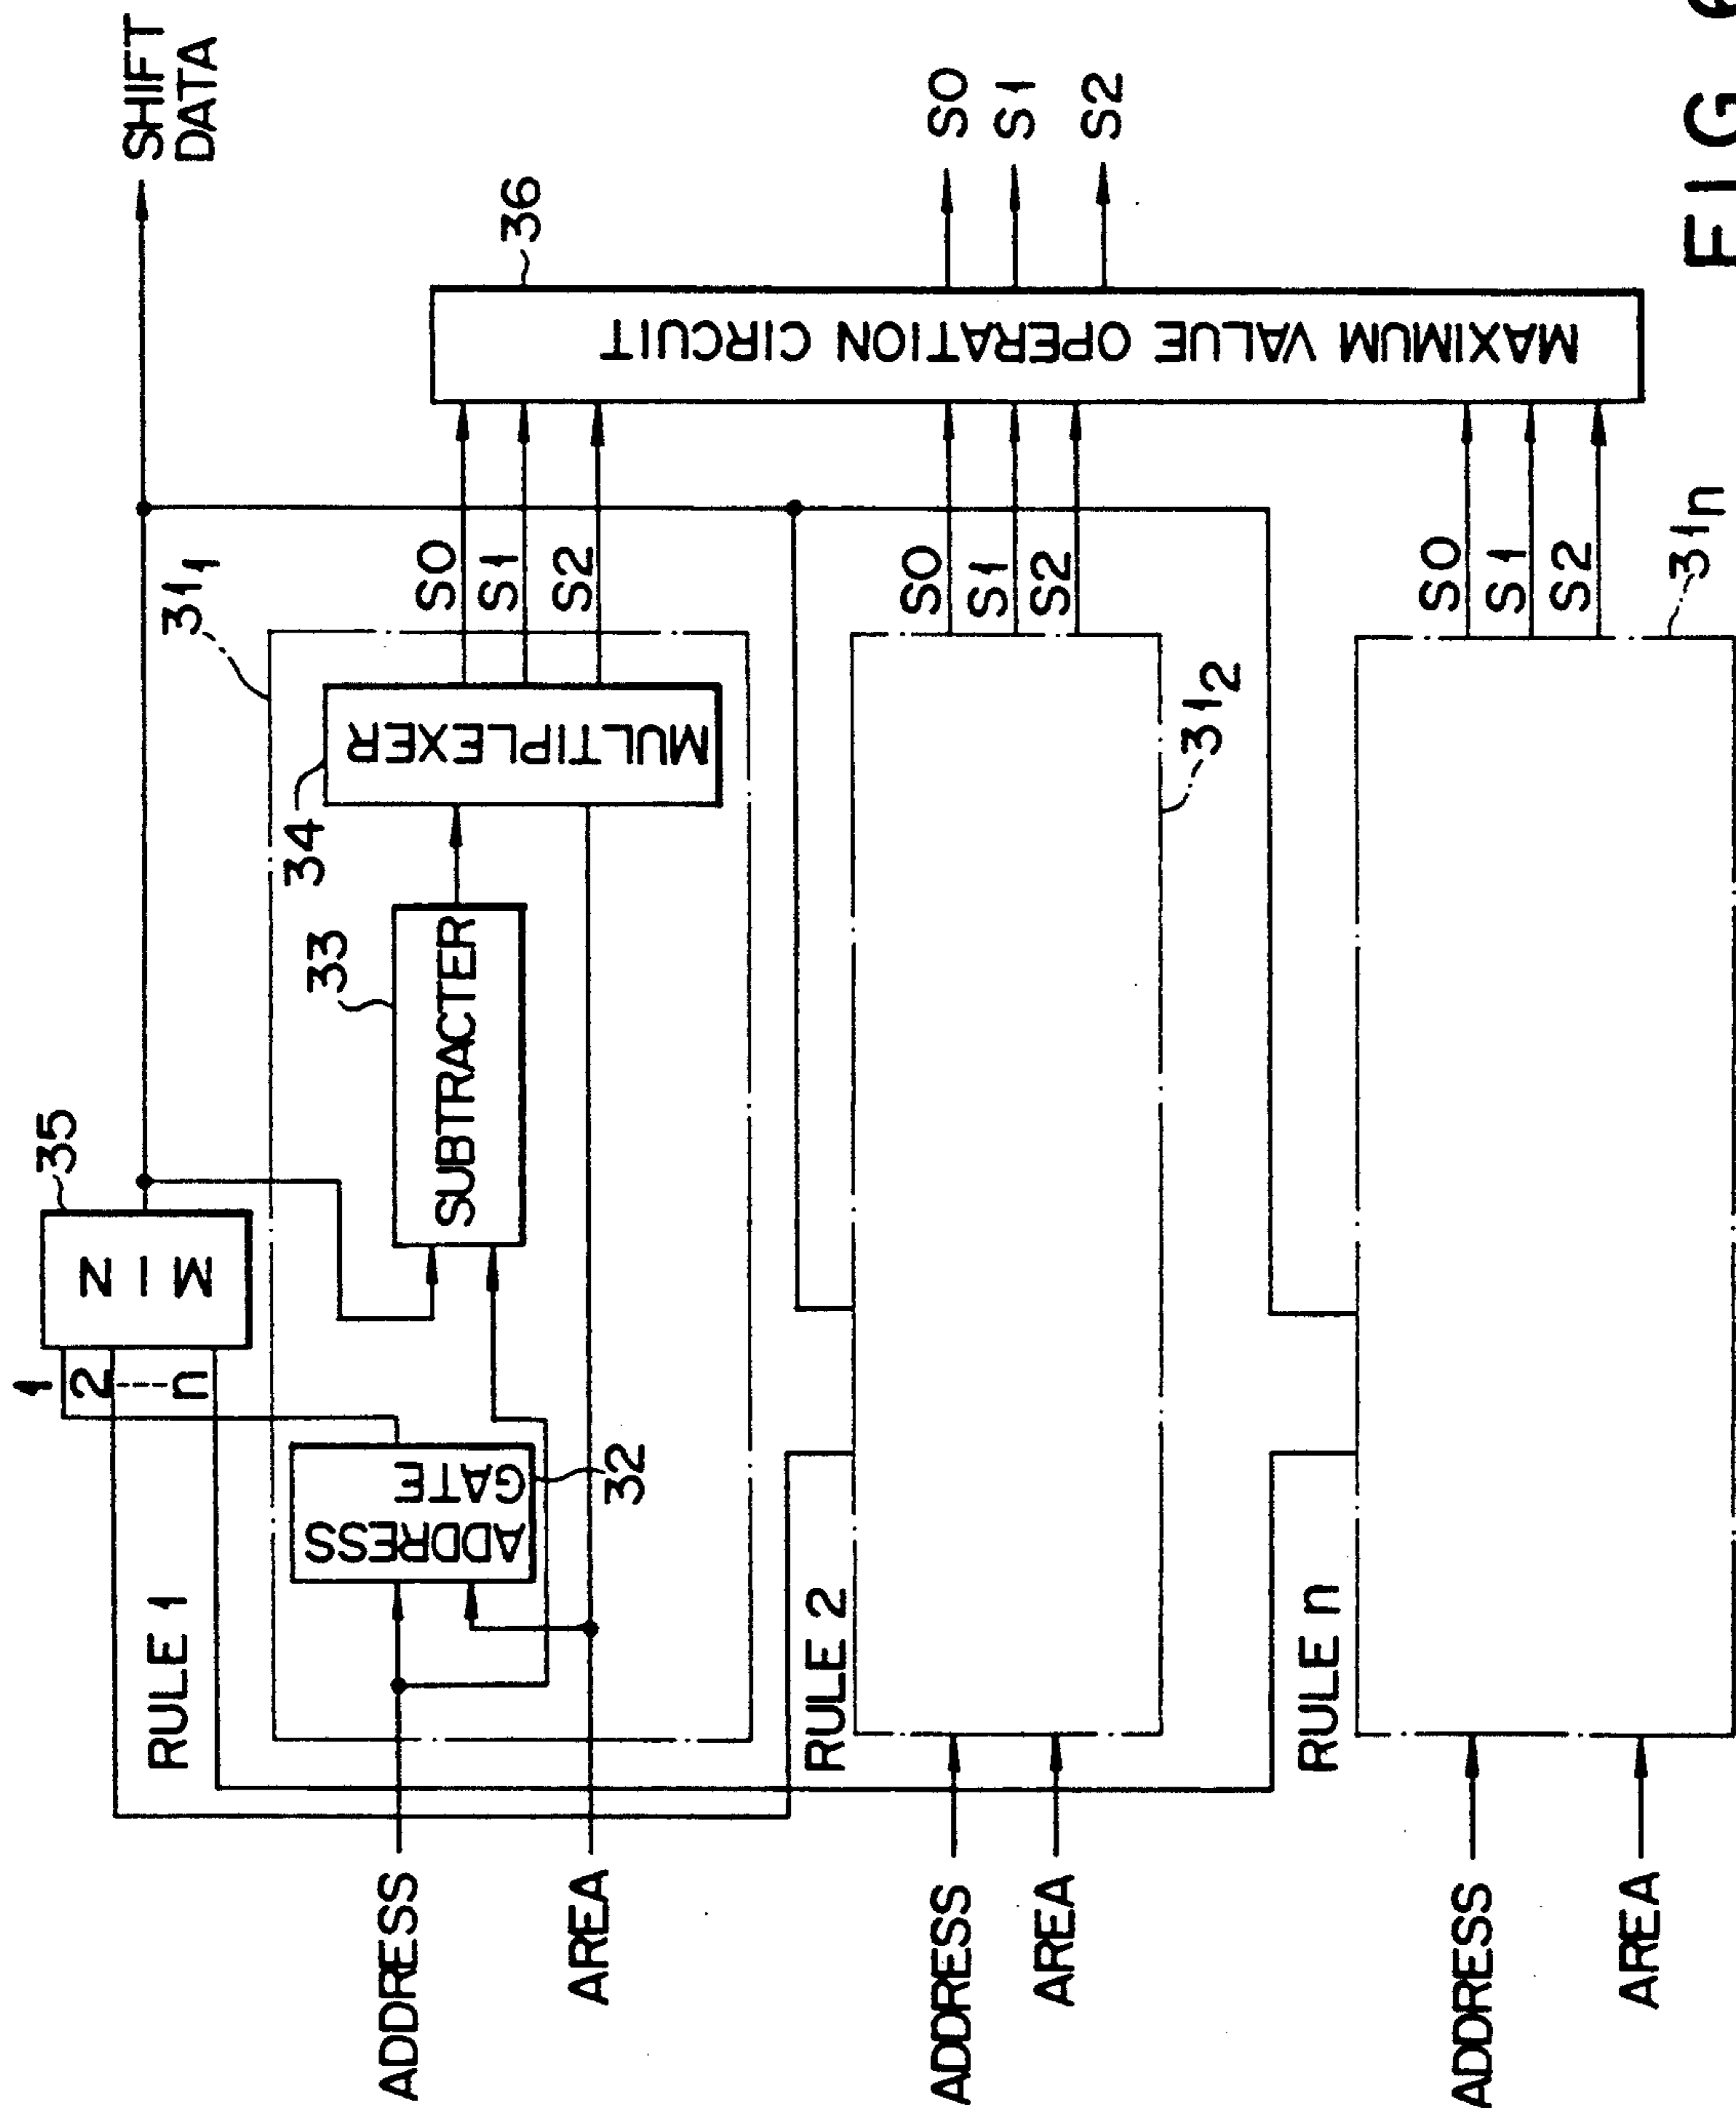 SHIFT
DATA
35
MIN
1
2----n
RULE 1
31₁
ADDRESS
GATE
32
33
SUBTRACTER
34
MULTIPLEXER
S0
S1
S2
36
MAXIMUM VALUE OPERATION CIRCUIT
S0
S1
S2
ADDRESS
AREA
RULE 2
31₂
S0
S1
S2
ADDRESS
AREA
RULE n
31n
S0
S1
S2
ADDRESS
AREA
FIG